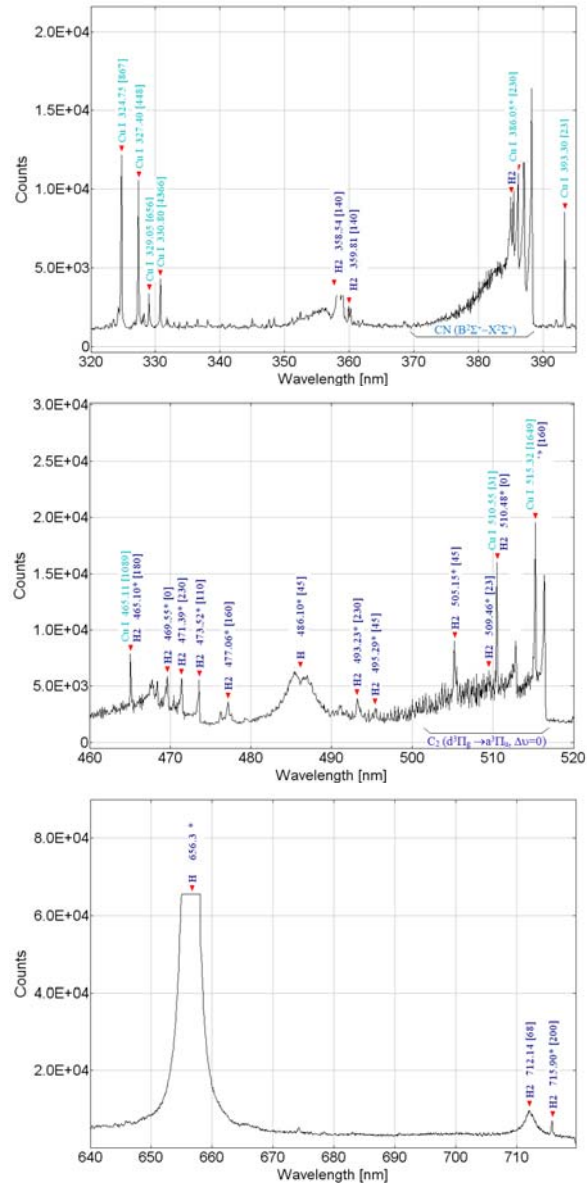 2.0E+04
1.5E+04
1.0E+04
5.0E+03
0
Counts
Cu I 324.75 [867]
Cu I 327.40 [448]
Cu I 329.05 [656]
Cu I 330.80 [4366]
H2 358.54 [140]
H2 359.81 [140]
H2
Cu I 386.05* [230]
Cu I 393.30 [23]
CN (B²Σ⁺–X²Σ⁺)
320 330 340 350 360 370 380 390
Wavelength [nm]
3.0E+04
2.5E+04
2.0E+04
1.5E+04
1.0E+04
5.0E+03
0
Counts
Cu I 465.11 [1089]
H2 465.10* [180]
H2 469.55* [0]
H2 471.39* [230]
H2 473.52* [110]
H2 477.06* [160]
H 486.10* [45]
H2 493.23* [230]
H2 495.29* [45]
H2 505.15* [45]
H2 509.46* [23]
Cu I 510.55 [31]
H2 510.48* [0]
Cu I 515.32 [1649]
* [160]
C₂ (d³Πg →a³Πu, Δυ=0)
460 470 480 490 500 510 520
Wavelength [nm]
8.0E+04
6.0E+04
4.0E+04
2.0E+04
Counts
H 656.3 *
H2 712.14 [68]
H2 715.90* [200]
640 650 660 670 680 690 700 710
Wavelength [nm]